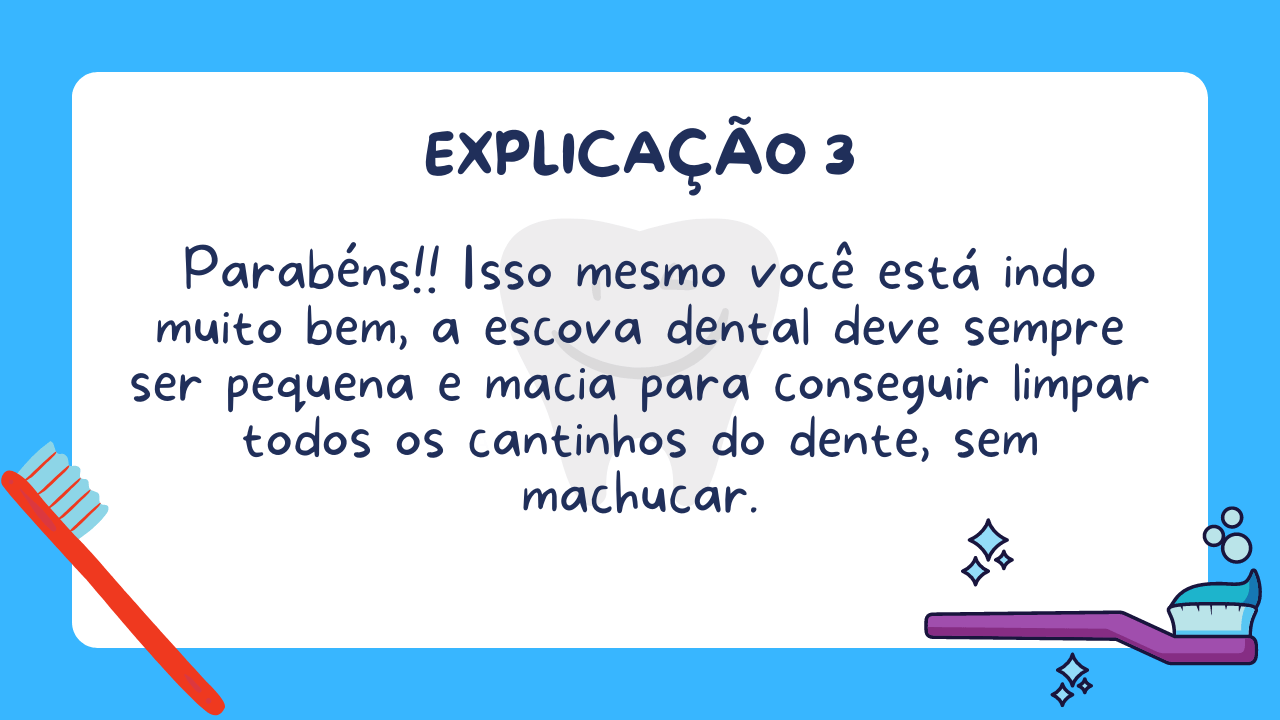 EXPLICAÇÃO 3
Parabéns!! Isso mesmo você está indo
muito bem, a escova dental deve sempre
ser pequena e macia para conseguir limpar
todos os cantinhos do dente, sem
machucar.